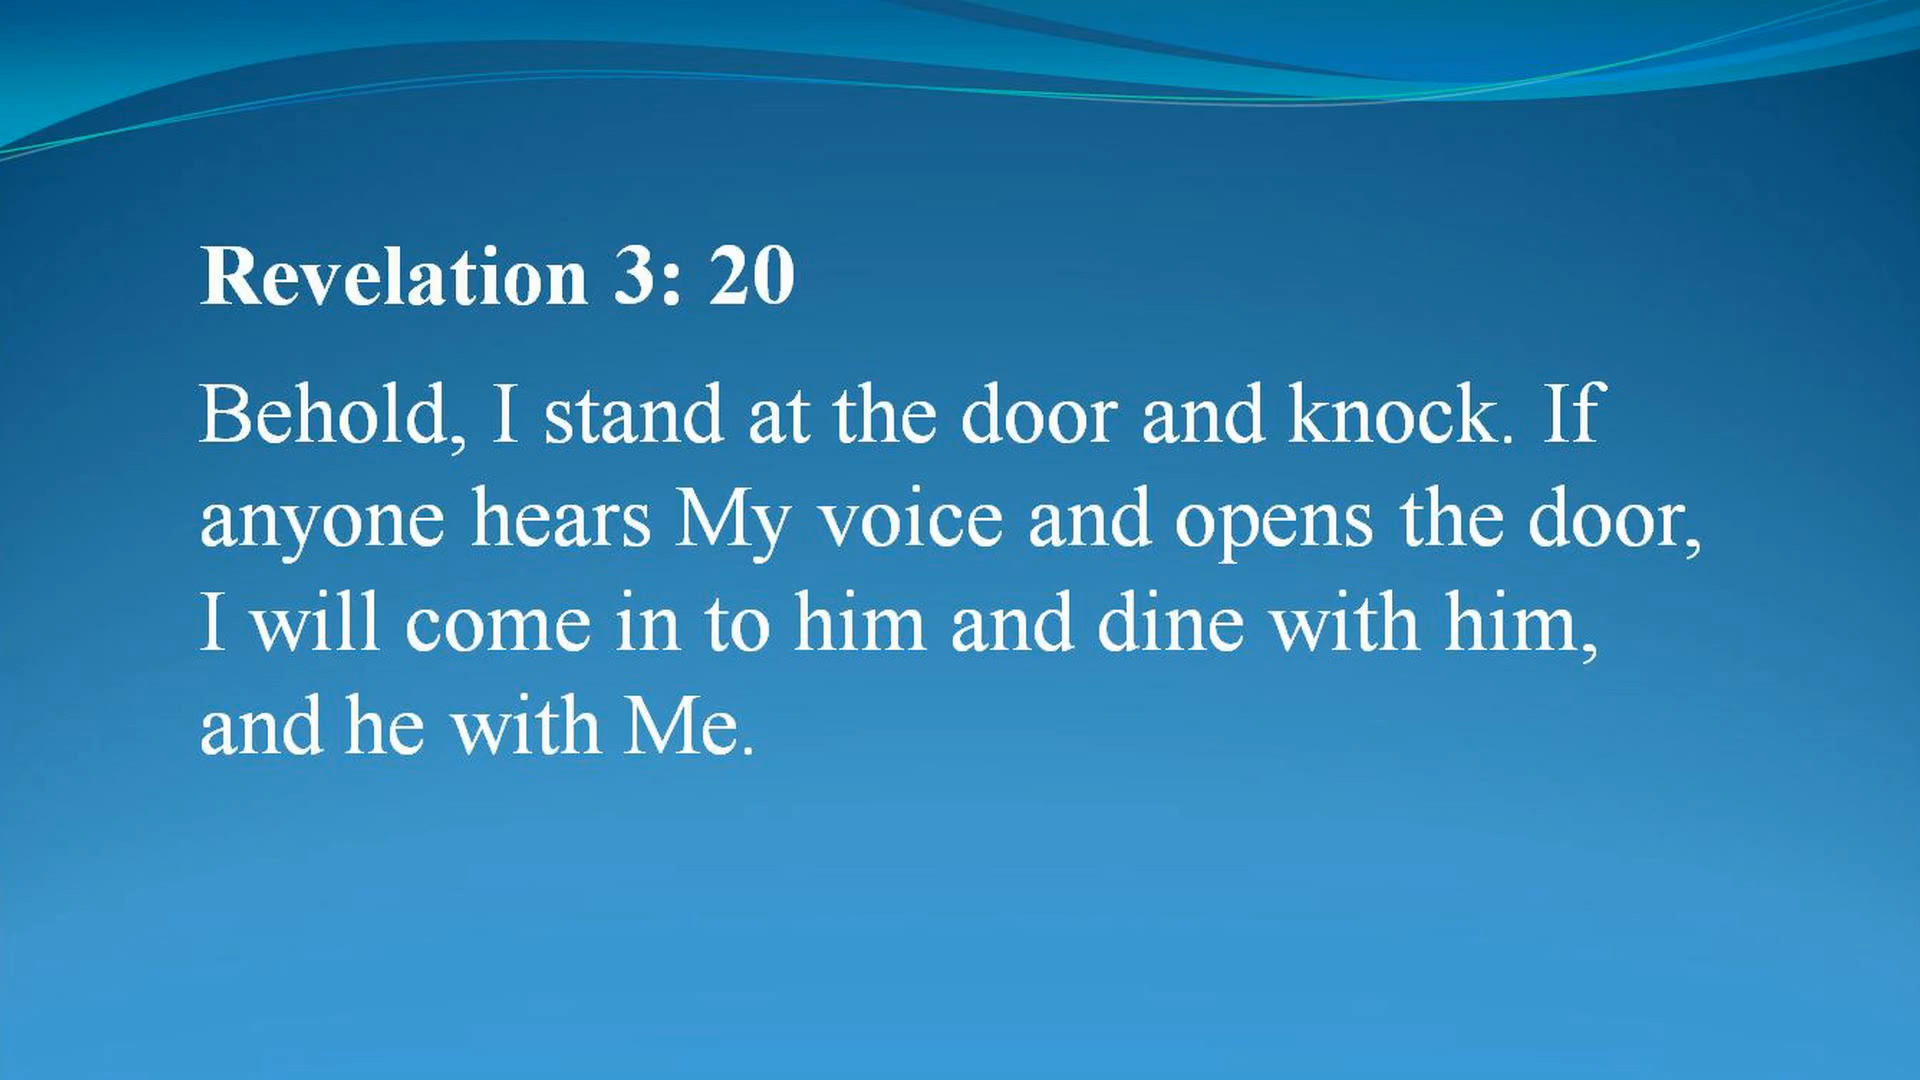 Revelation 3: 20
Behold, I stand at the door and knock. If
anyone hears My voice and opens the door,
I will come in to him and dine with him,
and he with Me.